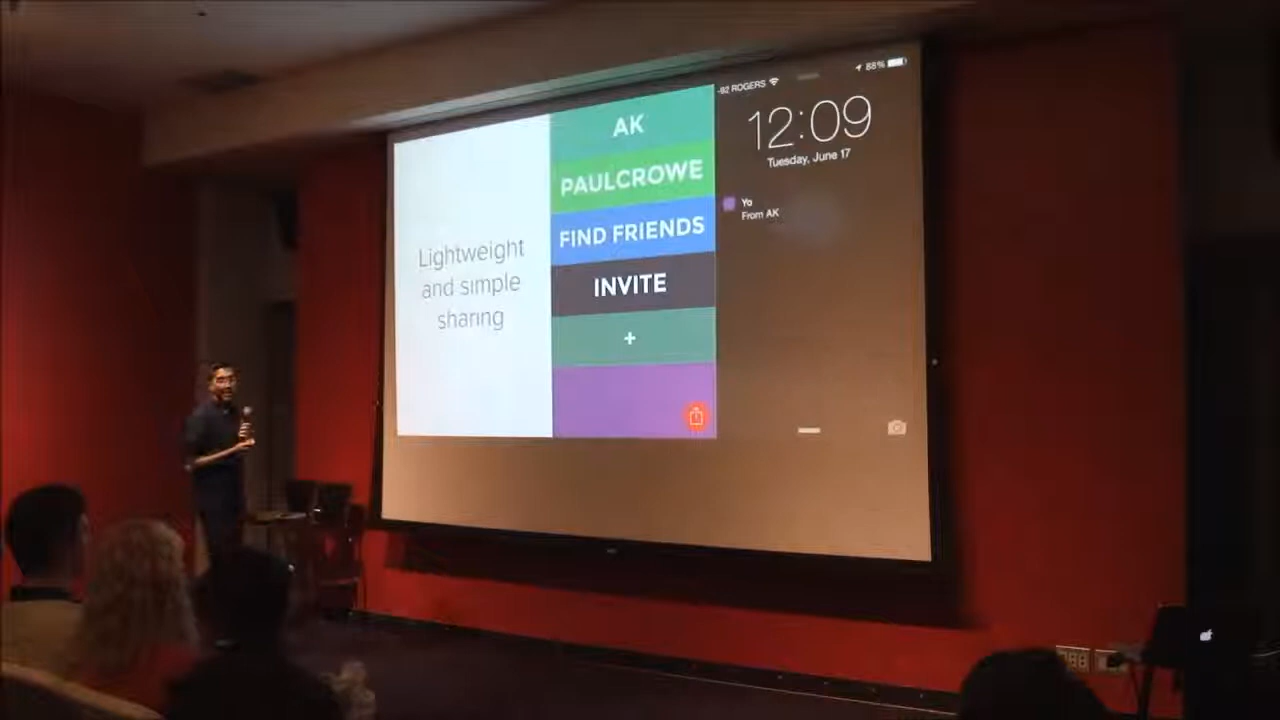 Lightweight
and simple
sharing
AK
PAULCROWE
FIND FRIENDS
INVITE
+
-92 ROGERS
88%
12:09
Tuesday, June 17
Yo
From AK